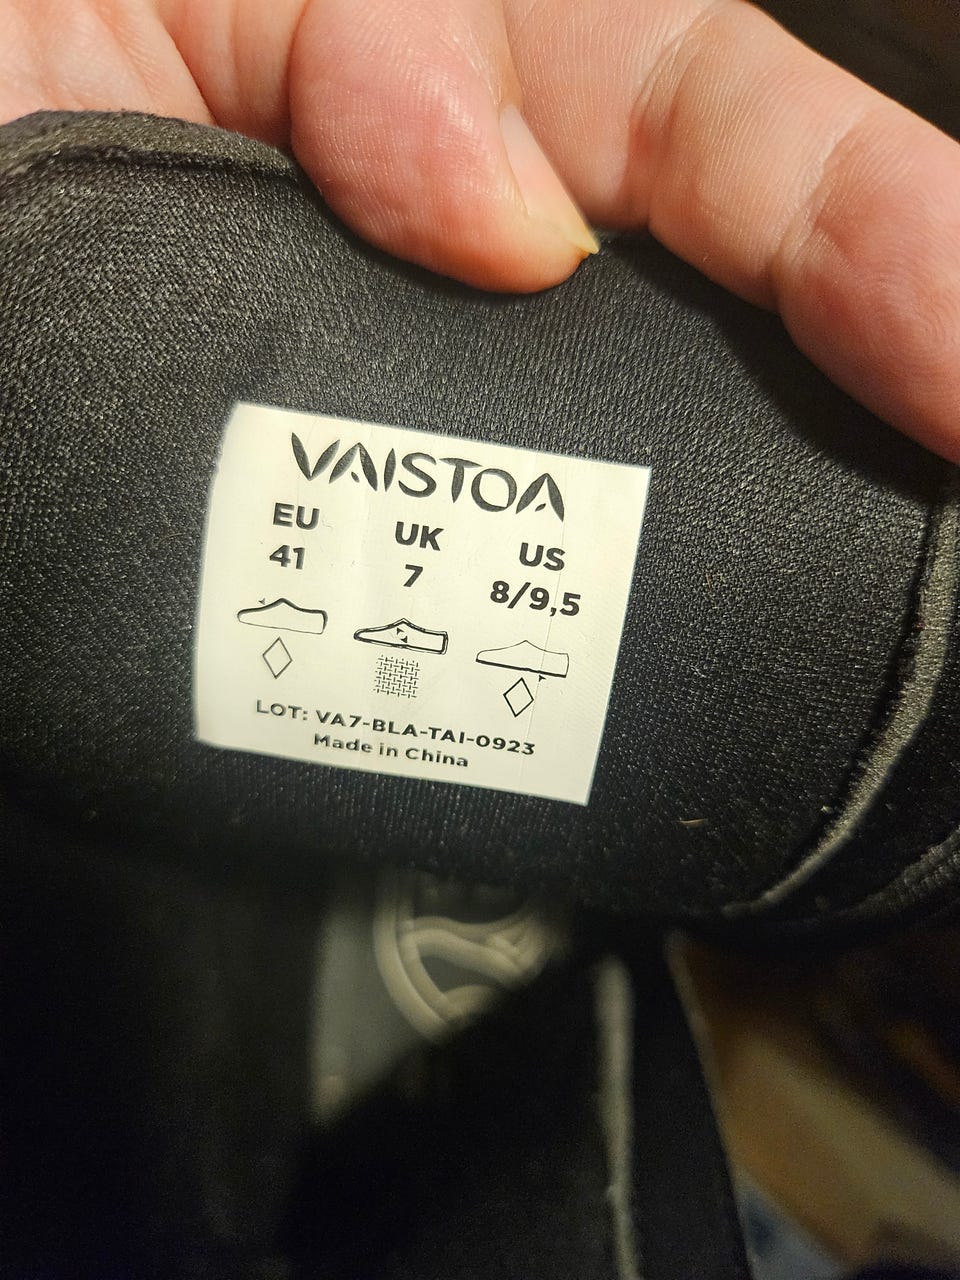 VAISTOA
EU UK US
41 7 8/9,5
LOT: VA7-BLA-TAI-0923
Made in China